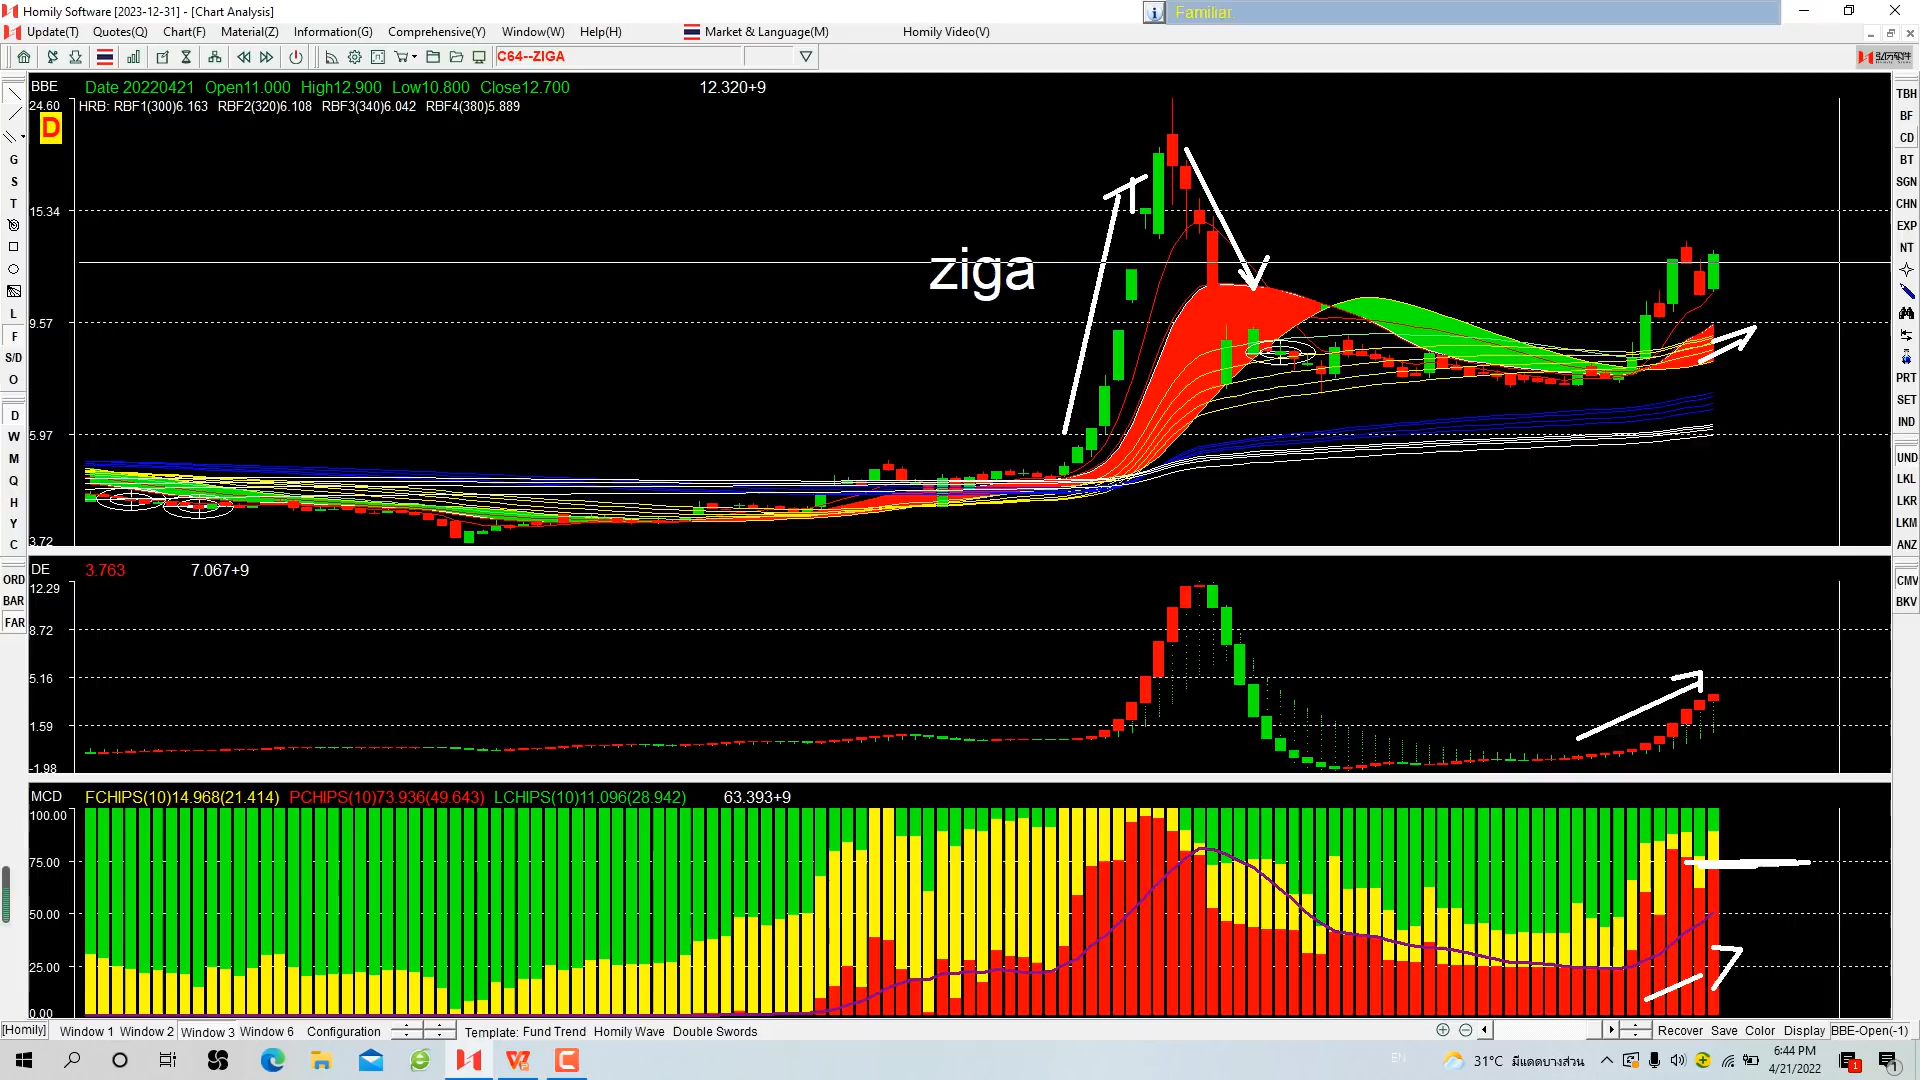 Homily Software [2023-12-31] - [Chart Analysis]
Familiar.
Update(T) Quotes(Q) Chart(F) Material(Z) Information(G) Comprehensive(Y) Window(W) Help(H) Market & Language(M) Homily Video(V)
C64--ZIGA
BBE Date 20220421 Open11.000 High12.900 Low10.800 Close12.700 12.320+9
24.60 HRB: RBF1(300)6.163 RBF2(320)6.108 RBF3(340)6.042 RBF4(380)5.889
D
15.34
ziga
9.57
5.97
3.72
DE 3.763 7.067+9
12.29
8.72
5.16
1.59
-1.98
MCD FCHIPS(10)14.968(21.414) PCHIPS(10)73.936(49.643) LCHIPS(10)11.096(28.942) 63.393+9
100.00
75.00
50.00
25.00
0.00
G
S
T
L
F
S/D
O
D
W
M
Q
H
Y
C
ORD
BAR
FAR
TBH
BF
CD
BT
SGN
CHN
EXP
NT
PRT
SET
IND
UND
LKL
LKR
LKM
ANZ
CMV
BKV
[Homily] Window 1 Window 2 Window 3 Window 6 Configuration Template: Fund Trend Homily Wave Double Swords Recover Save Color Display BBE-Open(-1)
EN 31°C มีแดดบางส่วน 6:44 PM
4/21/2022
1
1